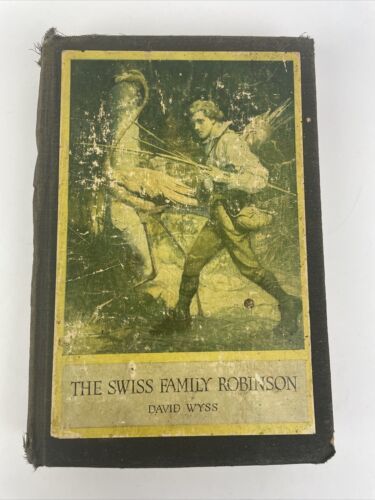 THE SWISS FAMILY ROBINSON
DAVID WYSS